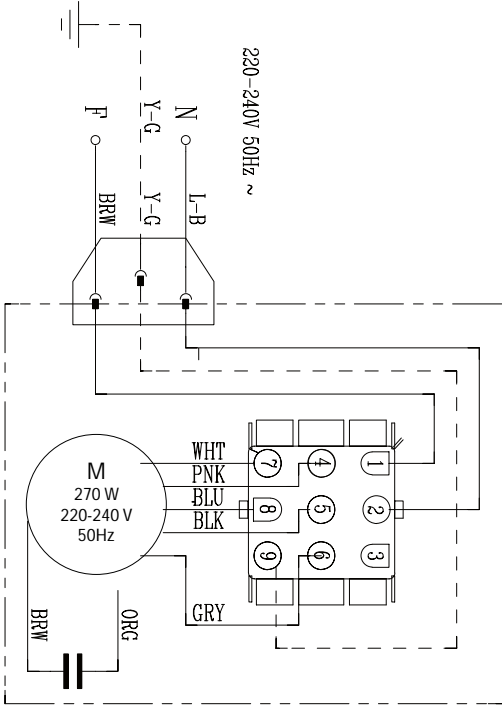 220-240V 50Hz ~
F
Y-G
N
BRW
Y-G
L-B
WHT
PNK
BLU
BLK
GRY
M
270 W
220-240 V
50Hz
7
4
1
8
5
2
9
6
3
BRW
ORG